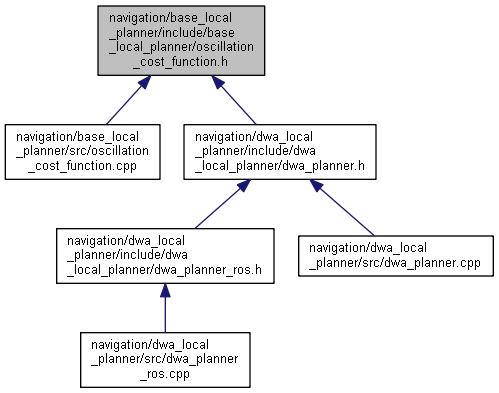 navigation/base_local
_planner/include/base
_local_planner/oscillation
_cost_function.h
navigation/base_local
_planner/src/oscillation
_cost_function.cpp
navigation/dwa_local
_planner/include/dwa
_local_planner/dwa_planner.h
navigation/dwa_local
_planner/include/dwa
_local_planner/dwa_planner_ros.h
navigation/dwa_local
_planner/src/dwa_planner.cpp
navigation/dwa_local
_planner/src/dwa_planner
_ros.cpp